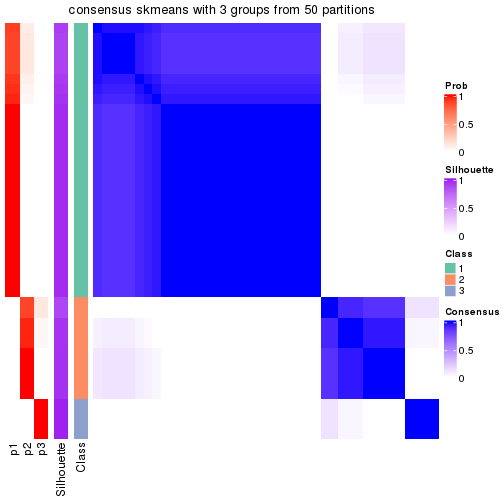 consensus skmeans with 3 groups from 50 partitions
Prob
1
0.5
0
Silhouette
1
0.5
0
Class
1
2
3
Consensus
1
0.5
0
p1
p2
p3
Silhouette
Class